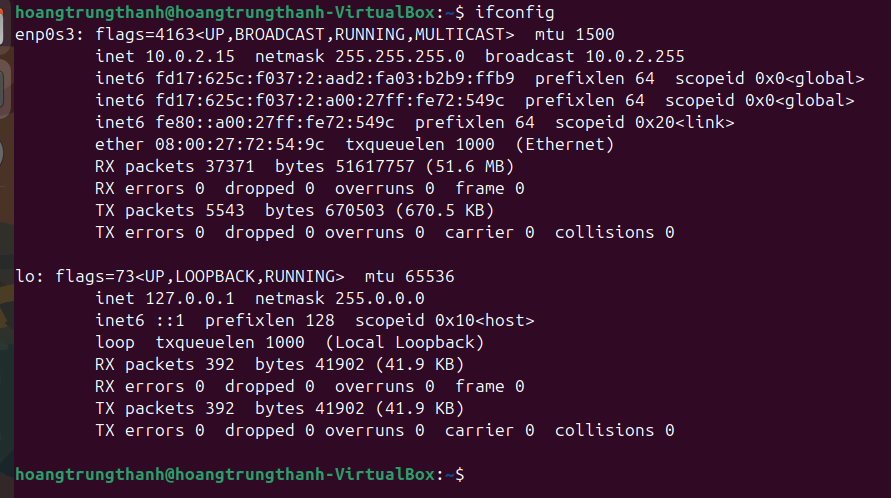 hoangtrungthanh@hoangtrungthanh-VirtualBox:~$ ifconfig
enp0s3: flags=4163<UP,BROADCAST,RUNNING,MULTICAST>  mtu 1500
        inet 10.0.2.15  netmask 255.255.255.0  broadcast 10.0.2.255
        inet6 fd17:625c:f037:2:aad2:fa03:b2b9:ffb9  prefixlen 64  scopeid 0x0<global>
        inet6 fd17:625c:f037:2:a00:27ff:fe72:549c  prefixlen 64  scopeid 0x0<global>
        inet6 fe80::a00:27ff:fe72:549c  prefixlen 64  scopeid 0x20<link>
        ether 08:00:27:72:54:9c  txqueuelen 1000  (Ethernet)
        RX packets 37371  bytes 51617757 (51.6 MB)
        RX errors 0  dropped 0  overruns 0  frame 0
        TX packets 5543  bytes 670503 (670.5 KB)
        TX errors 0  dropped 0 overruns 0  carrier 0  collisions 0

lo: flags=73<UP,LOOPBACK,RUNNING>  mtu 65536
        inet 127.0.0.1  netmask 255.0.0.0
        inet6 ::1  prefixlen 128  scopeid 0x10<host>
        loop  txqueuelen 1000  (Local Loopback)
        RX packets 392  bytes 41902 (41.9 KB)
        RX errors 0  dropped 0  overruns 0  frame 0
        TX packets 392  bytes 41902 (41.9 KB)
        TX errors 0  dropped 0 overruns 0  carrier 0  collisions 0

hoangtrungthanh@hoangtrungthanh-VirtualBox:~$